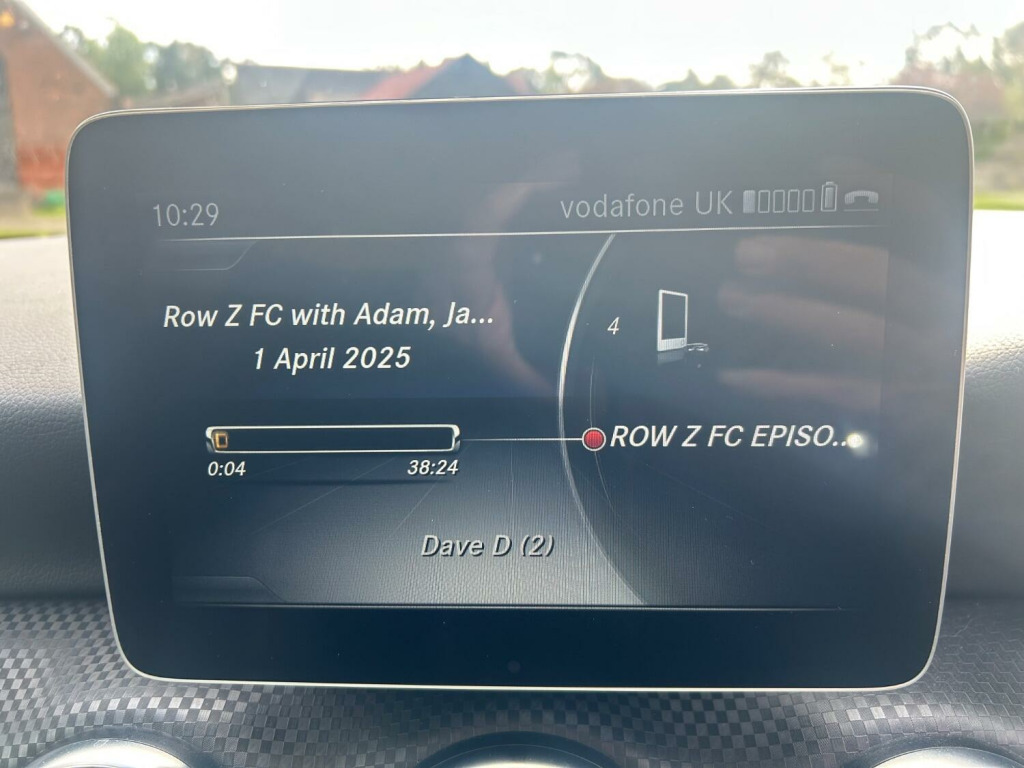 10:29
vodafone UK
Row Z FC with Adam, Ja...
4
1 April 2025
ROW Z FC EPISO..
0:04
38:24
Dave D (2)